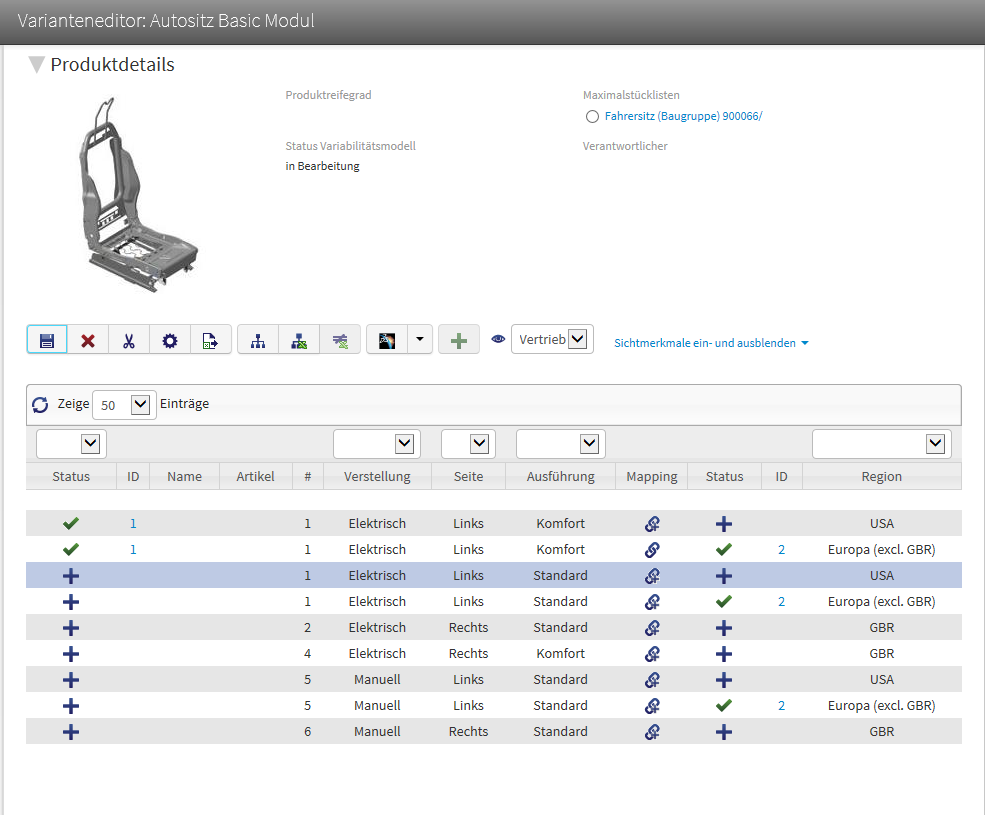 Varianteneditor: Autositz Basic Modul
Produktdetails
Produktreifegrad
Maximalstücklisten
Fahrersitz (Baugruppe) 900066/
Status Variabilitätsmodell
Verantwortlicher
in Bearbeitung
Vertrieb
Sichtmerkmale ein- und ausblenden
Zeige 50 Einträge
Status ID Name Artikel # Verstellung Seite Ausführung Mapping Status ID Region
1 1 Elektrisch Links Komfort USA
1 1 Elektrisch Links Komfort 2 Europa (excl. GBR)
1 Elektrisch Links Standard USA
1 Elektrisch Links Standard 2 Europa (excl. GBR)
2 Elektrisch Rechts Standard GBR
4 Elektrisch Rechts Komfort GBR
5 Manuell Links Standard USA
5 Manuell Links Standard 2 Europa (excl. GBR)
6 Manuell Rechts Standard GBR